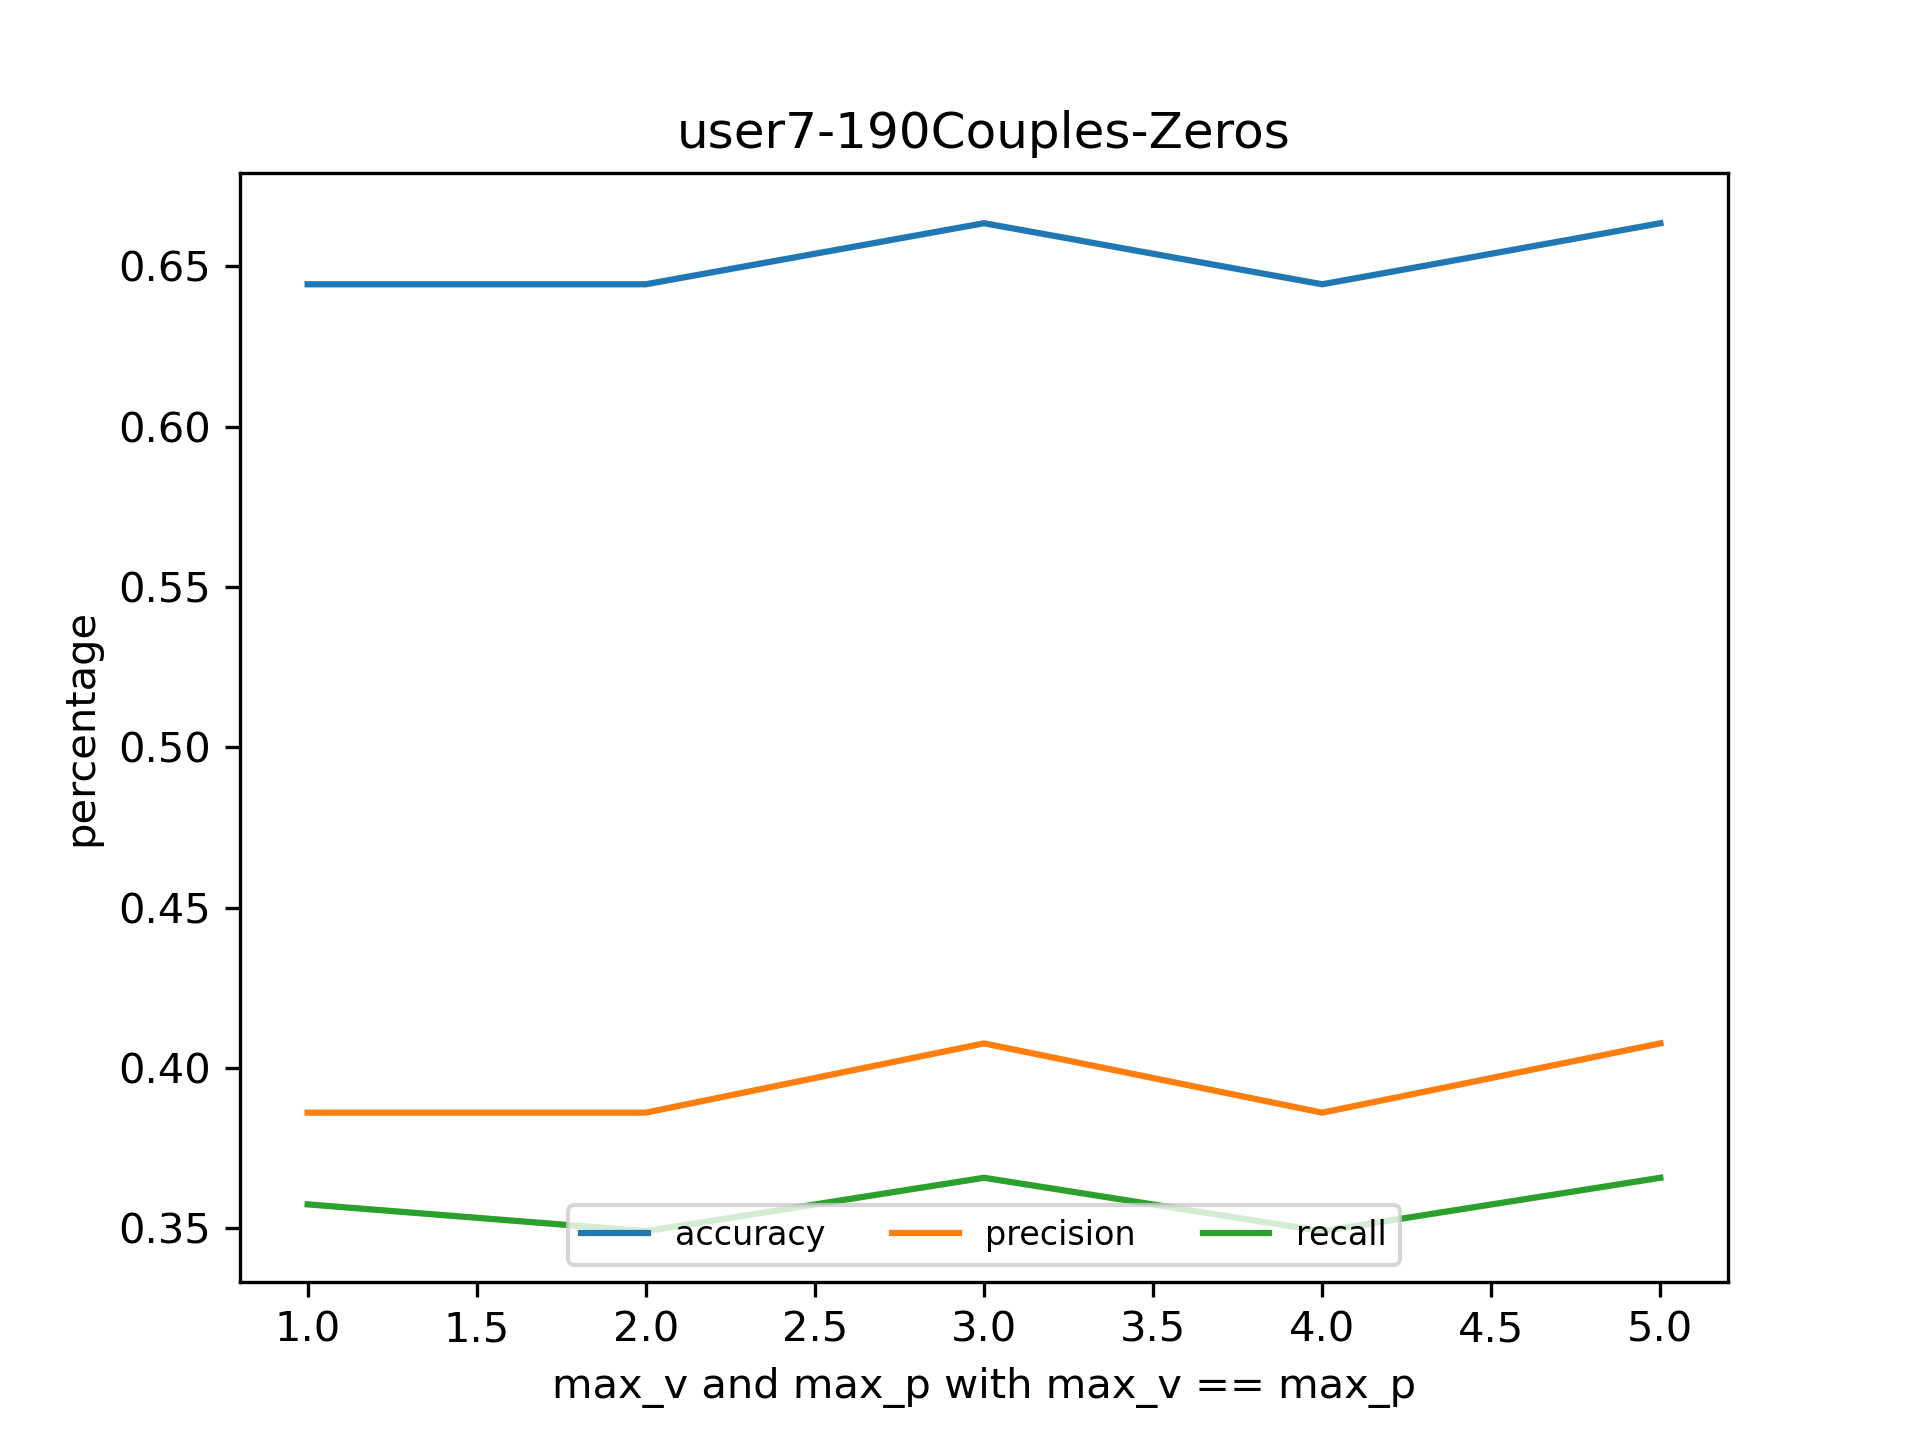 user7-190Couples-Zeros
percentage
0.65
0.60
0.55
0.50
0.45
0.40
0.35
accuracy precision recall
1.0 1.5 2.0 2.5 3.0 3.5 4.0 4.5 5.0
max_v and max_p with max_v == max_p